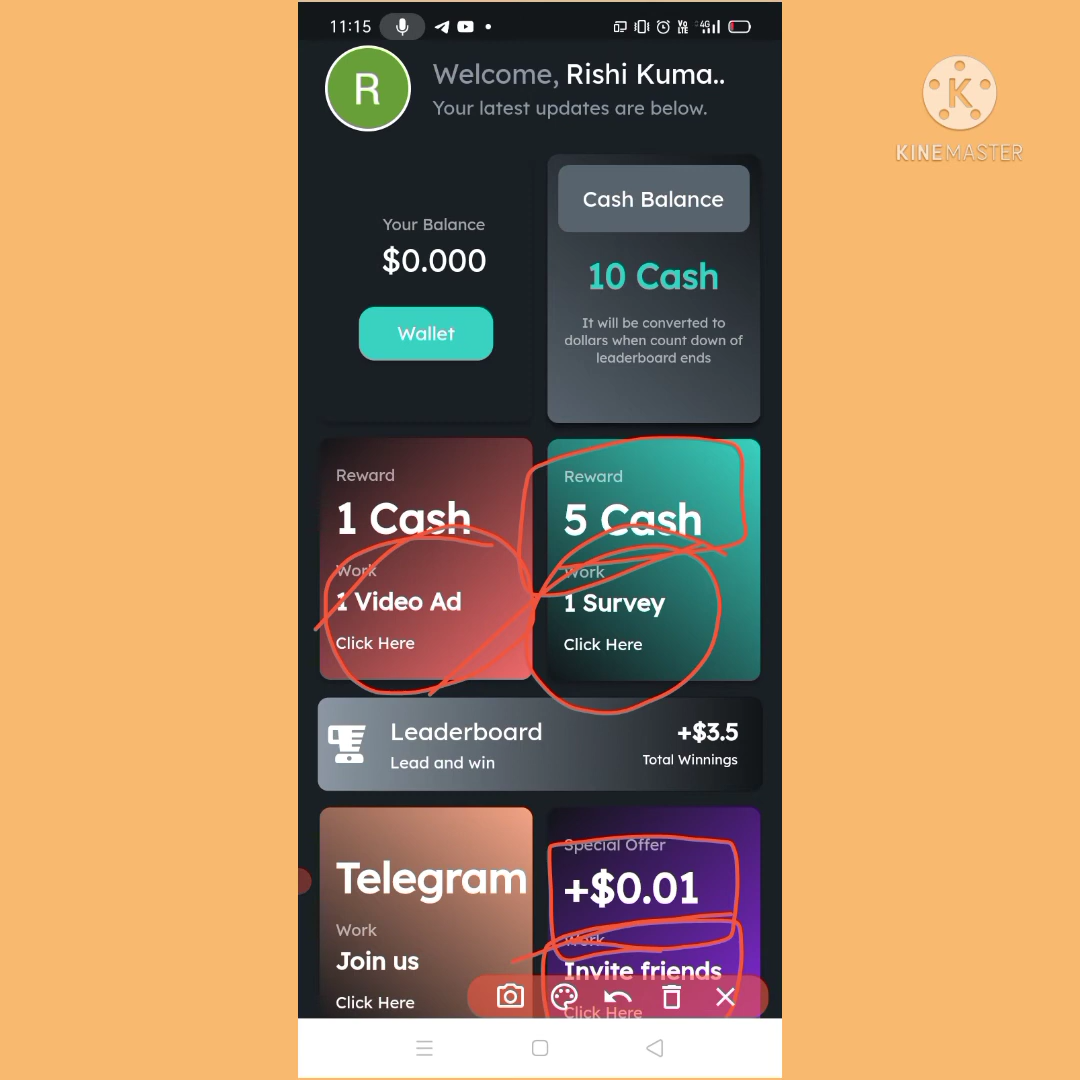 11:15
Vo LTE 4G
R
Welcome, Rishi Kuma..
Your latest updates are below.
KINEMASTER
K
Your Balance
$0.000
Wallet
Cash Balance
10 Cash
It will be converted to
dollars when count down of
leaderboard ends
Reward
1 Cash
Work
1 Video Ad
Click Here
Reward
5 Cash
Work
1 Survey
Click Here
Leaderboard
Lead and win
+$3.5
Total Winnings
Telegram
Work
Join us
Click Here
Special Offer
+$0.01
Work
Invite friends
Click Here